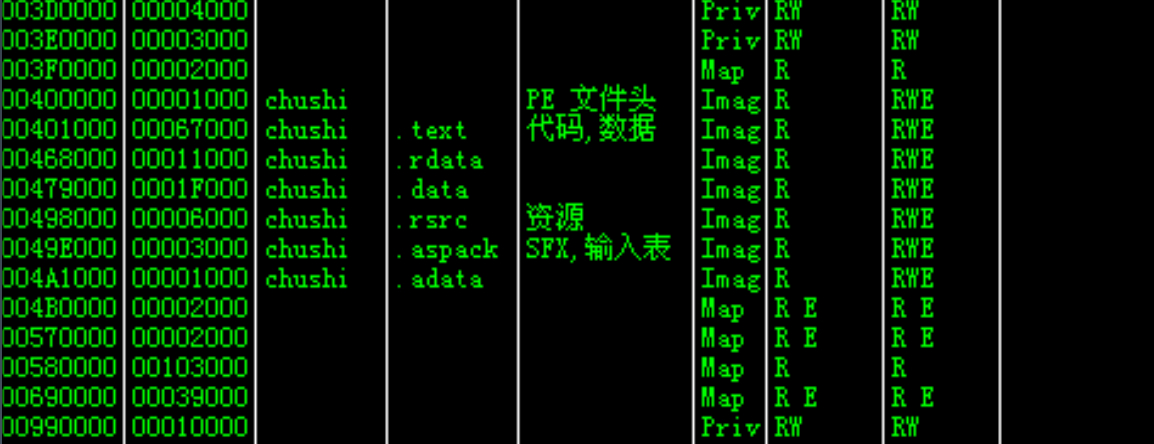 003D0000 00004000 Priv RW RW
003E0000 00003000 Priv RW RW
003F0000 00002000 Map R R
00400000 00001000 chushi PE 文件头 Imag R RWE
00401000 00067000 chushi .text 代码,数据 Imag R RWE
00468000 00011000 chushi .rdata Imag R RWE
00479000 0001F000 chushi .data Imag R RWE
00498000 00006000 chushi .rsrc 资源 Imag R RWE
0049E000 00003000 chushi .aspack SFX,输入表 Imag R RWE
004A1000 00001000 chushi .adata Imag R RWE
004B0000 00002000 Map R E R E
00570000 00002000 Map R E R E
00580000 00103000 Map R R
00690000 00039000 Map R E R E
00990000 00010000 Priv RW RW